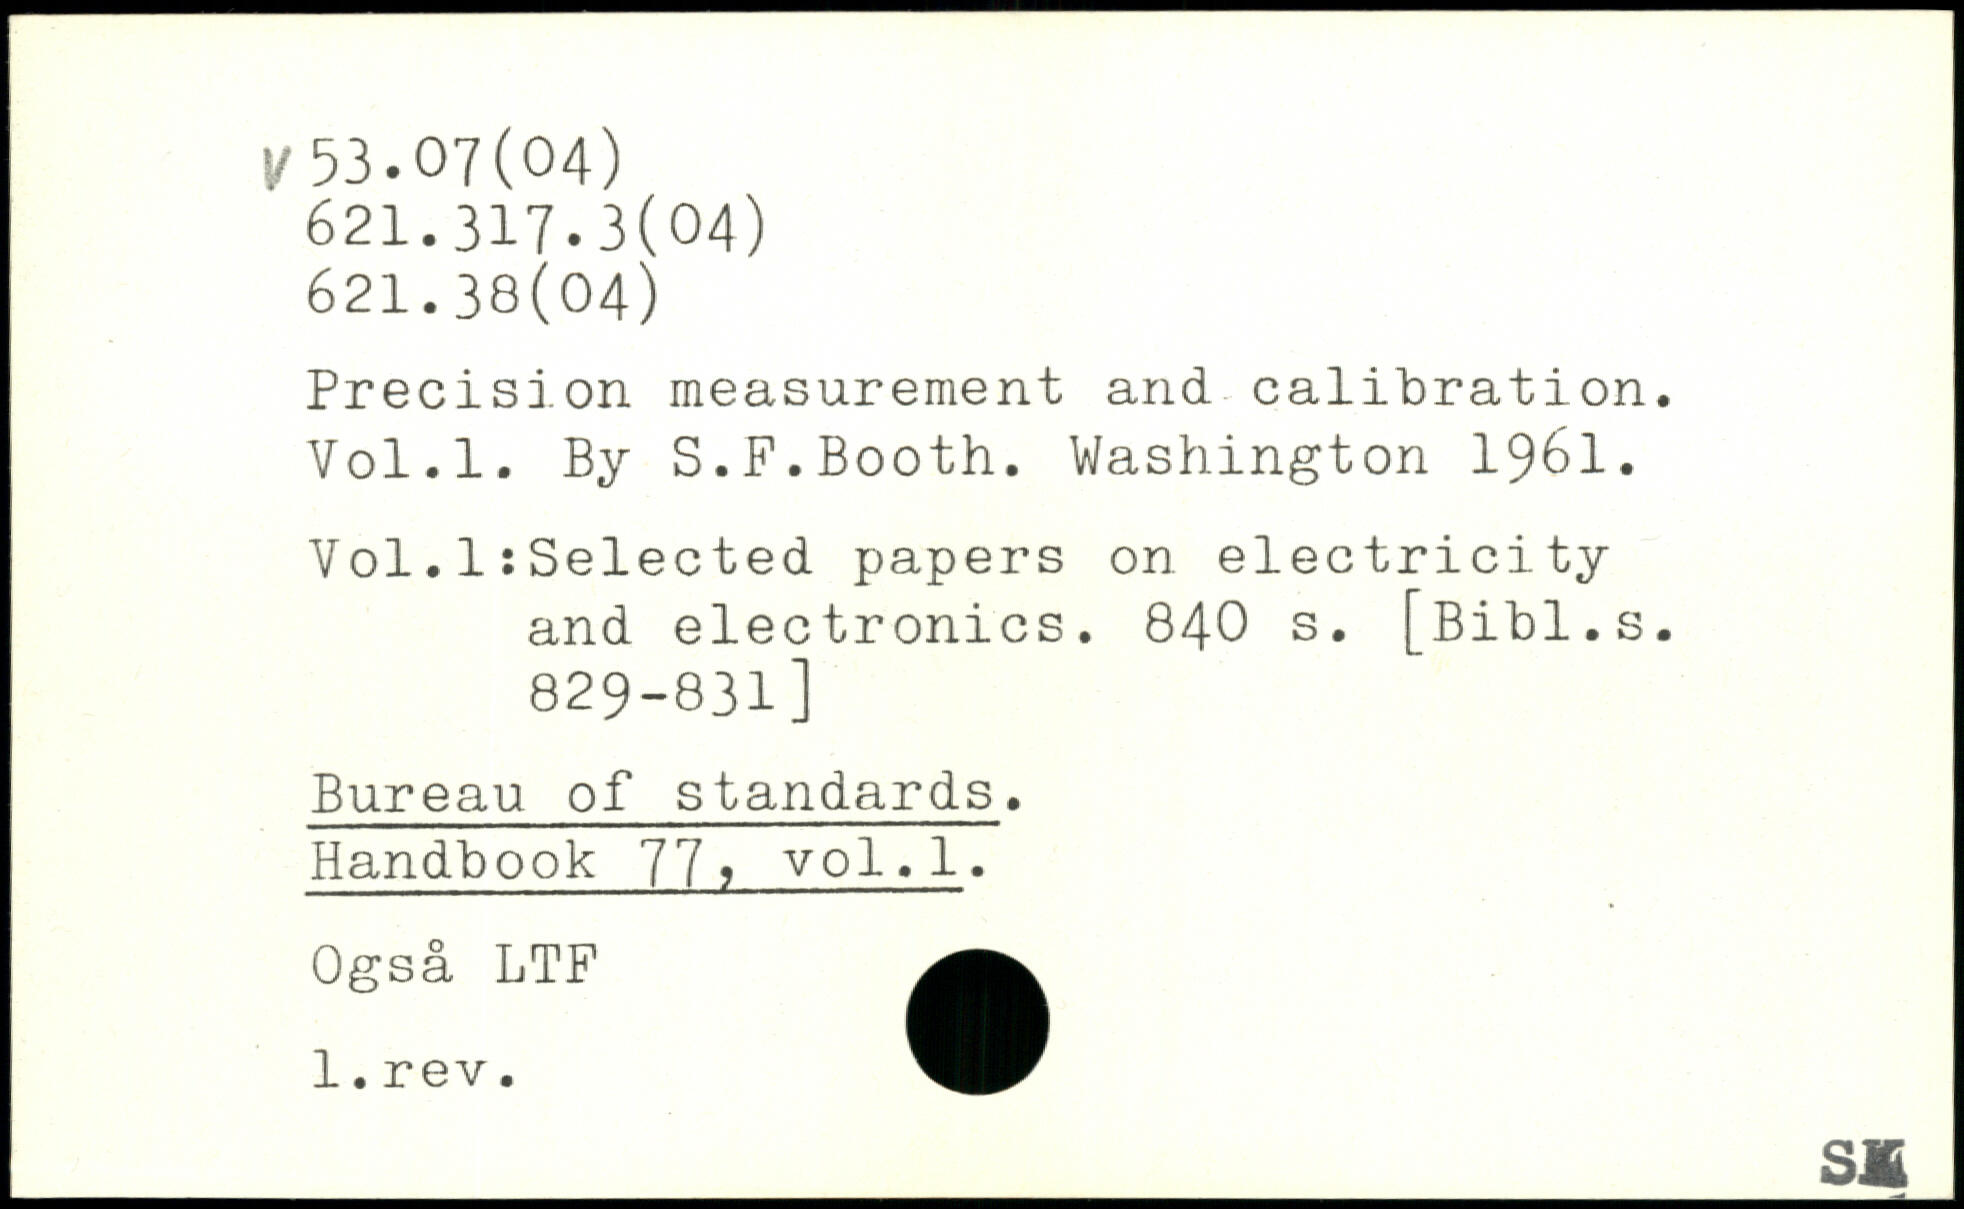 v 53.07(04)
621.317.3(04)
621.38(04)
Precision measurement and calibration.
Vol.1. By S.F.Booth. Washington 1961.
Vol.1:Selected papers on electricity
and electronics. 840 s. [Bibl.s.
829-831]
Bureau of standards.
Handbook 77, vol.1.
Også LTF
1.rev.